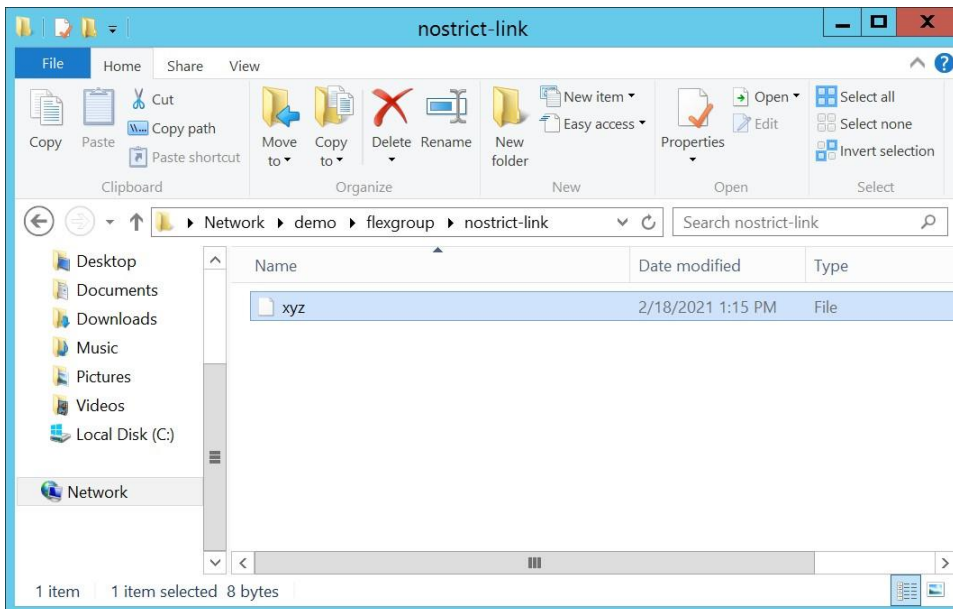 nostrict-link
File Home Share View
Copy
Paste
Cut
Copy path
Paste shortcut
Clipboard
Move to
Copy to
Delete
Rename
Organize
New folder
New item
Easy access
New
Properties
Open
Edit
Open
Select all
Select none
Invert selection
Select
Network demo flexgroup nostrict-link
Search nostrict-link
Desktop
Documents
Downloads
Music
Pictures
Videos
Local Disk (C:)
Network
Name Date modified Type
xyz 2/18/2021 1:15 PM File
1 item 1 item selected 8 bytes